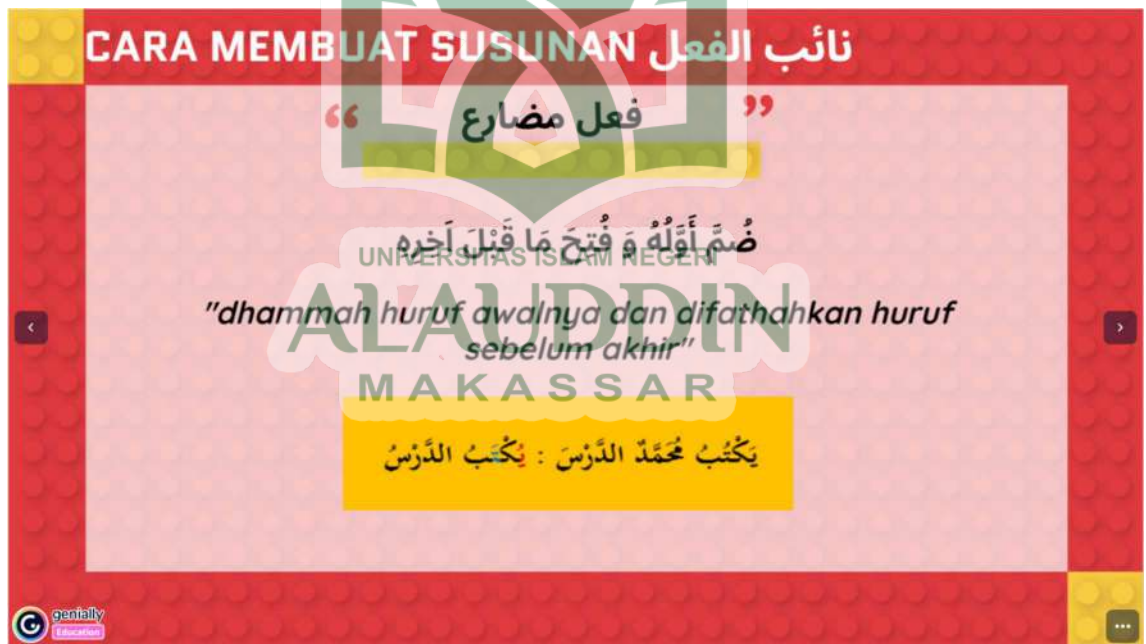 CARA MEMBUAT SUSUNAN نائب الفعل
“ فعل مضارع ”
ضُمَّ أَوَّلُهُ وَ فُتِحَ مَا قَبْلَ آخِرِهِ
UNIVERSITAS ISLAM NEGERI
"dhammah huruf awalnya dan difathahkan huruf
ALAUDDIN
sebelum akhir"
MAKASSAR
يَكْتُبُ مُحَمَّدٌ الدَّرْسَ : يُكْتَبُ الدَّرْسُ
genially
Education